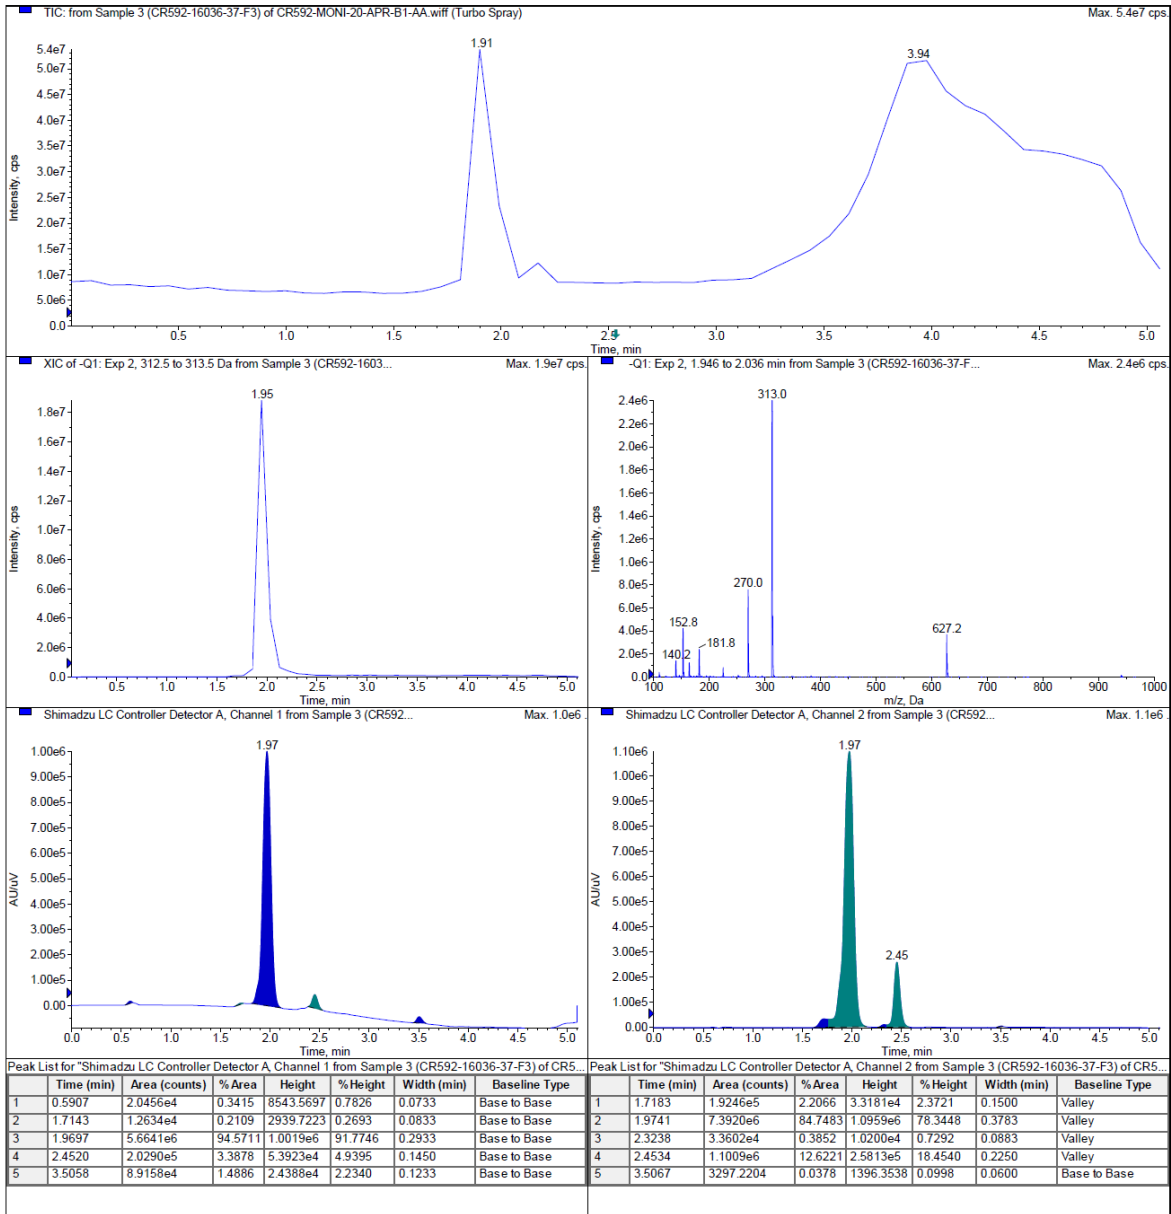 TIC: from Sample 3 (CR592-16036-37-F3) of CR592-MONI-20-APR-B1-AA.wiff (Turbo Spray) Max. 5.4e7 cps.
1.91
3.94
5.4e7
5.0e7
4.5e7
4.0e7
3.5e7
3.0e7
2.5e7
2.0e7
1.5e7
1.0e7
5.0e6
0.0
Intensity, cps
0.5 1.0 1.5 2.0 2.5 3.0 3.5 4.0 4.5 5.0
Time, min
XIC of -Q1: Exp 2, 312.5 to 313.5 Da from Sample 3 (CR592-1603... Max. 1.9e7 cps.
1.95
1.8e7
1.6e7
1.4e7
1.2e7
1.0e7
8.0e6
6.0e6
4.0e6
2.0e6
0.0
Intensity, cps
0.5 1.0 1.5 2.0 2.5 3.0 3.5 4.0 4.5 5.0
Time, min
-Q1: Exp 2, 1.946 to 2.036 min from Sample 3 (CR592-16036-37-F... Max. 2.4e6 cps.
313.0
270.0
152.8
181.8
140.2
627.2
2.4e6
2.2e6
2.0e6
1.8e6
1.6e6
1.4e6
1.2e6
1.0e6
8.0e5
6.0e5
4.0e5
2.0e5
0.0
Intensity, cps
100 200 300 400 500 600 700 800 900 1000
m/z, Da
Shimadzu LC Controller Detector A, Channel 1 from Sample 3 (CR592... Max. 1.0e6 .
1.97
1.00e6
9.00e5
8.00e5
7.00e5
6.00e5
5.00e5
4.00e5
3.00e5
2.00e5
1.00e5
0.00
AU/uV
0.5 1.0 1.5 2.0 2.5 3.0 3.5 4.0 4.5 5.0
Time, min
Shimadzu LC Controller Detector A, Channel 2 from Sample 3 (CR592... Max. 1.1e6 .
1.97
2.45
1.10e6
1.00e6
9.00e5
8.00e5
7.00e5
6.00e5
5.00e5
4.00e5
3.00e5
2.00e5
1.00e5
0.00
AU/uV
0.0 0.5 1.0 1.5 2.0 2.5 3.0 3.5 4.0 4.5 5.0
Time, min
Peak List for "Shimadzu LC Controller Detector A, Channel 1 from Sample 3 (CR592-16036-37-F3) of CR5...
Time (min) Area (counts) %Area Height %Height Width (min) Baseline Type
1 0.5907 2.0456e4 0.3415 8543.5697 0.7826 0.0733 Base to Base
2 1.7143 1.2634e4 0.2109 2939.7223 0.2693 0.0833 Base to Base
3 1.9697 5.6641e6 94.5711 1.0019e6 91.7746 0.2933 Base to Base
4 2.4520 2.0290e5 3.3878 5.3923e4 4.9395 0.1450 Base to Base
5 3.5058 8.9158e4 1.4886 2.4388e4 2.2340 0.1233 Base to Base
Peak List for "Shimadzu LC Controller Detector A, Channel 2 from Sample 3 (CR592-16036-37-F3) of CR5...
Time (min) Area (counts) %Area Height %Height Width (min) Baseline Type
1 1.7183 1.9246e5 2.2066 3.3181e4 2.3721 0.1500 Valley
2 1.9741 7.3920e6 84.7483 1.0959e6 78.3448 0.3783 Valley
3 2.3238 3.3602e4 0.3852 1.0200e4 0.7292 0.0883 Valley
4 2.4534 1.1009e6 12.6221 2.5813e5 18.4540 0.2250 Valley
5 3.5067 3297.2204 0.0378 1396.3538 0.0998 0.0600 Base to Base